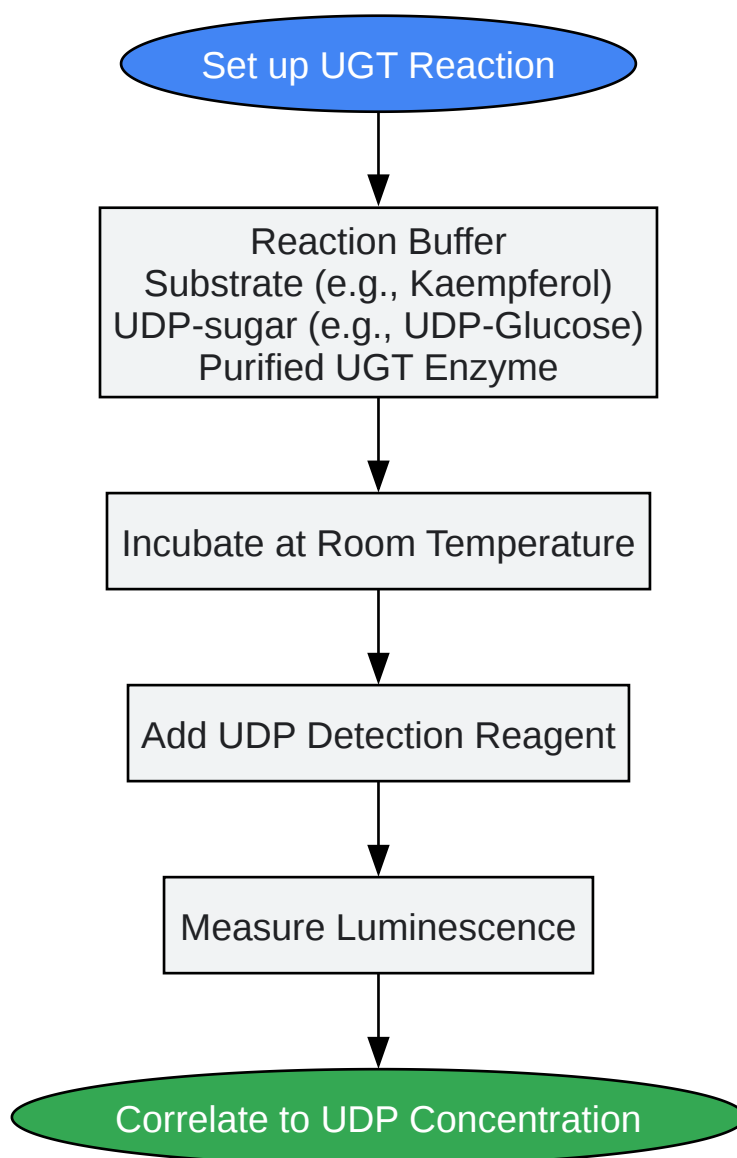 Set up UGT Reaction
Reaction Buffer
Substrate (e.g., Kaempferol)
UDP-sugar (e.g., UDP-Glucose)
Purified UGT Enzyme
Incubate at Room Temperature
Add UDP Detection Reagent
Measure Luminescence
Correlate to UDP Concentration